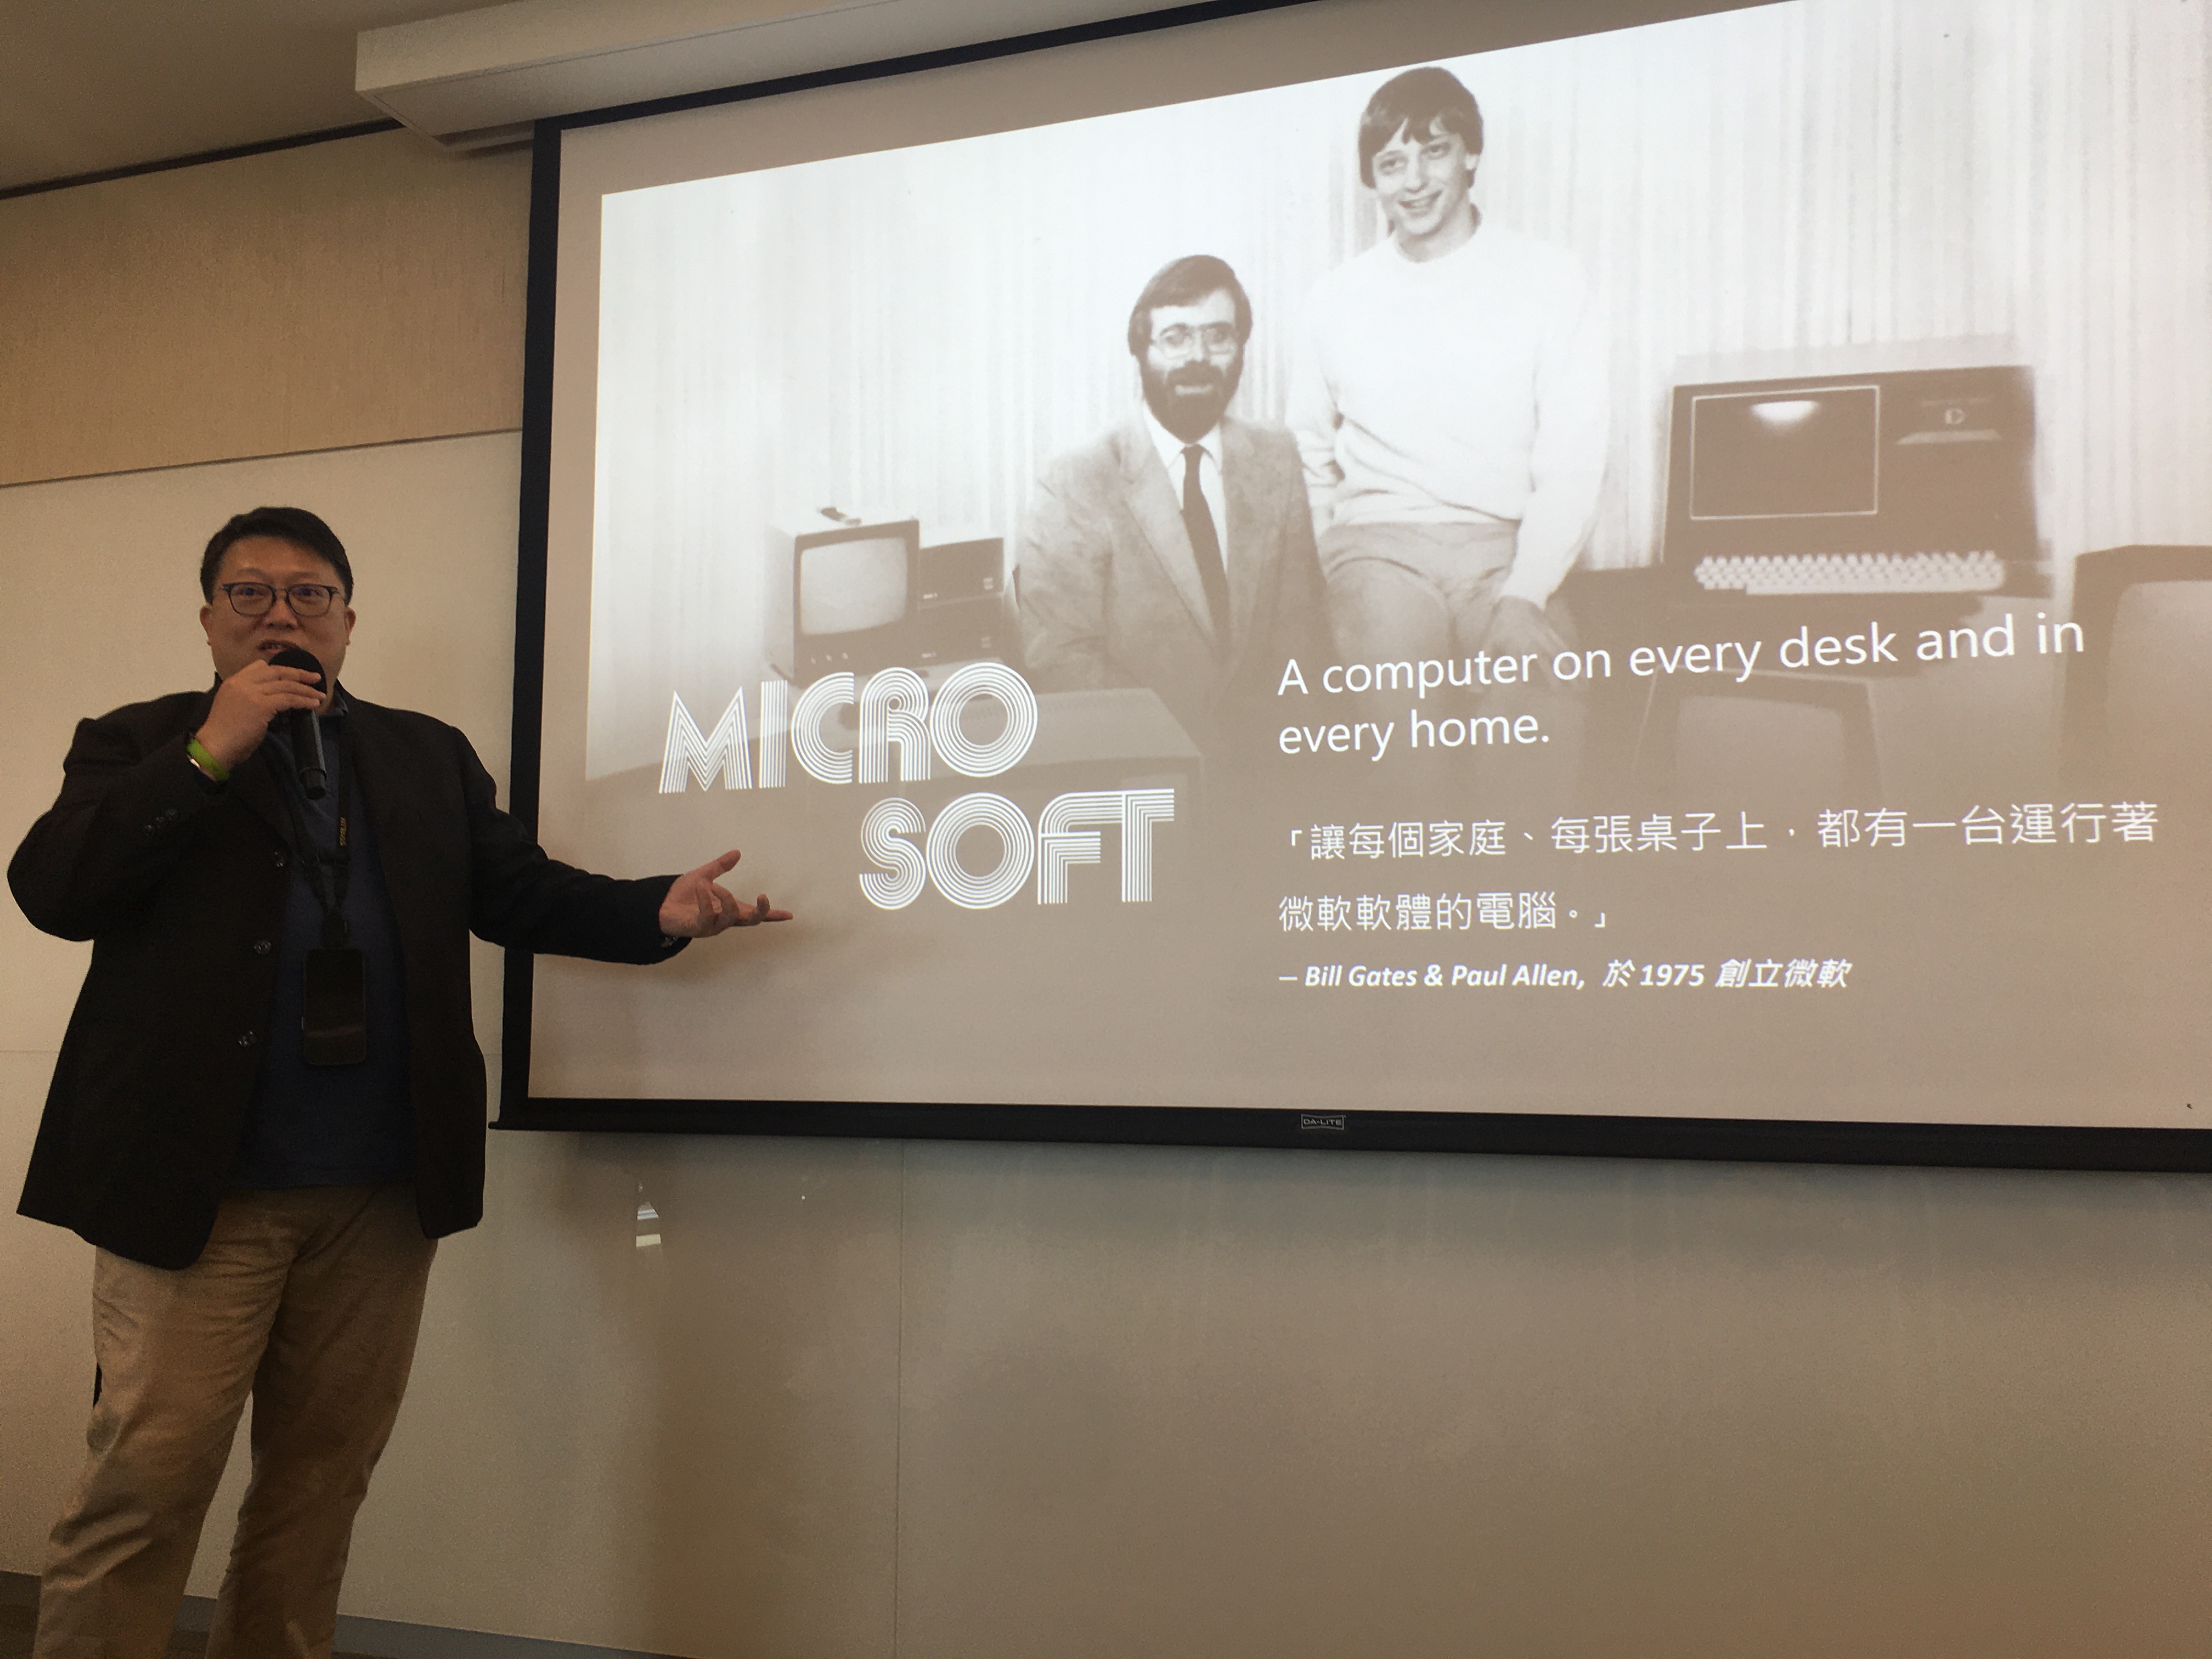 MICRO
SOFT
A computer on every desk and in
every home.
「讓每個家庭、每張桌子上，都有一台運行著
微軟軟體的電腦。」
— Bill Gates & Paul Allen, 於 1975 創立微軟
DA-LITE